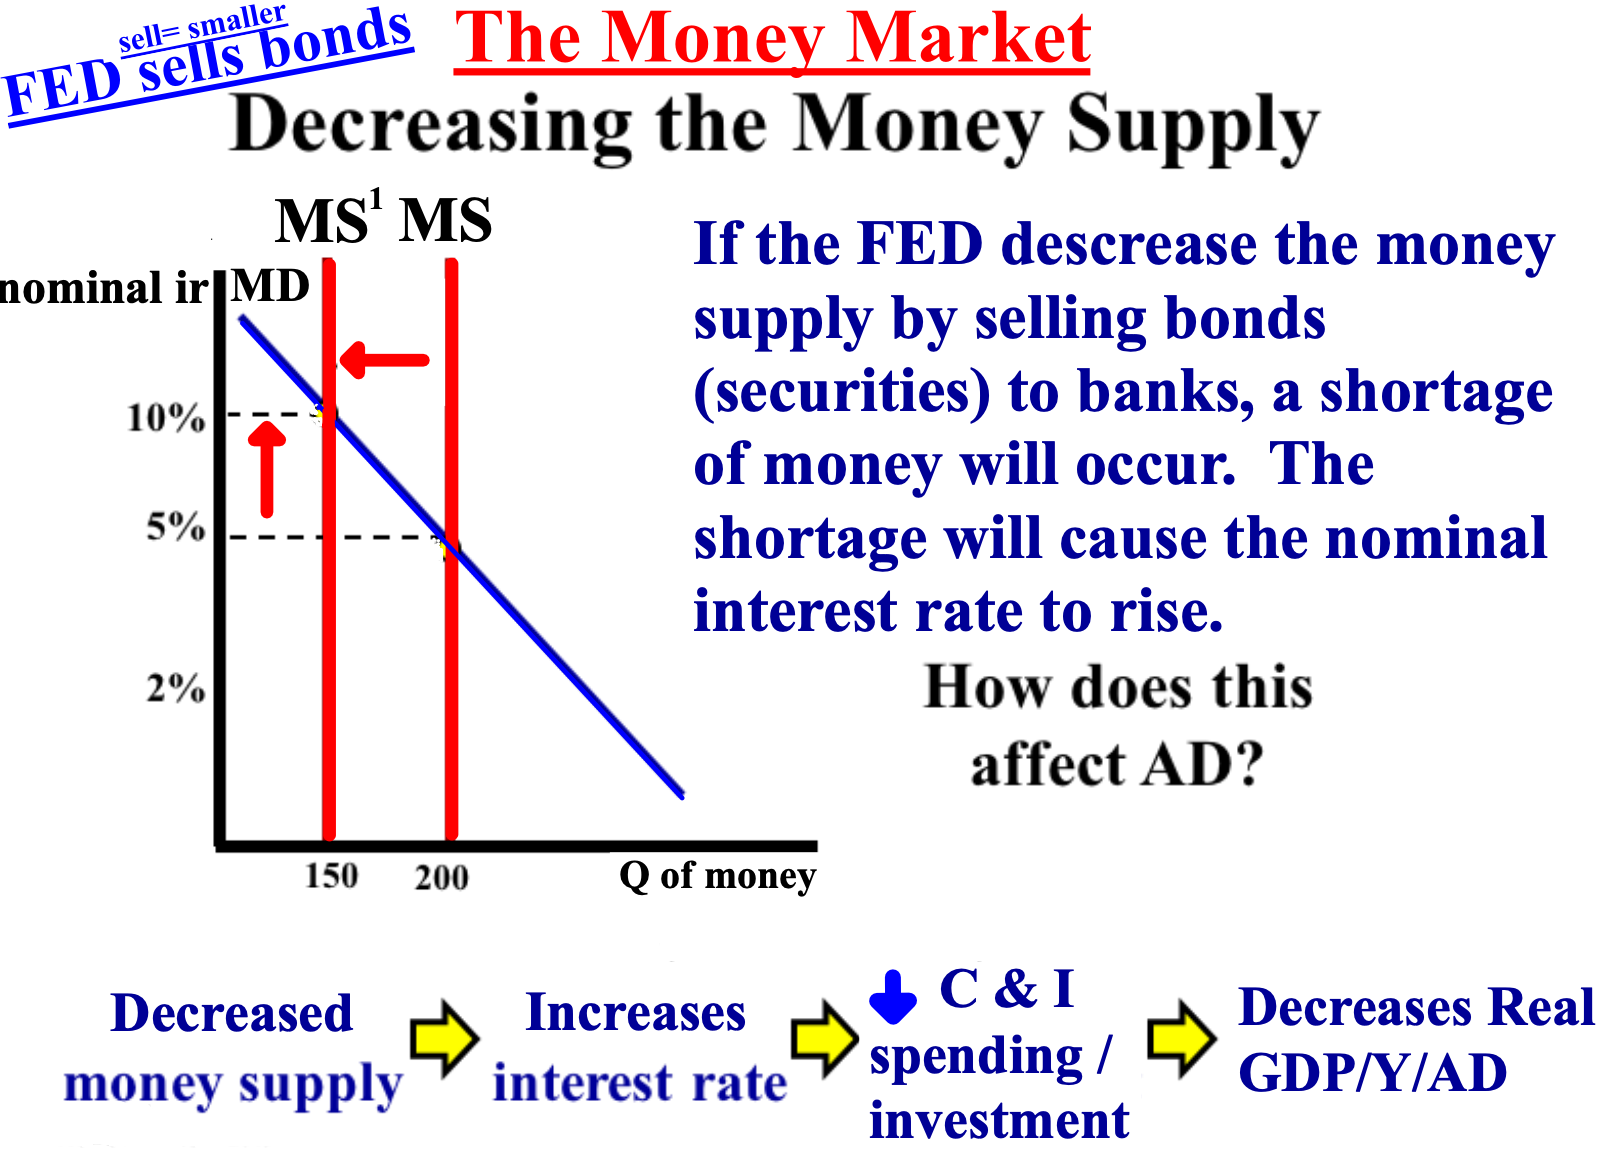 sell= smaller
FED sells bonds
The Money Market
Decreasing the Money Supply
MS¹ MS
nominal ir
MD
10%
5%
2%
150
200
Q of money
If the FED descrease the money
supply by selling bonds
(securities) to banks, a shortage
of money will occur. The
shortage will cause the nominal
interest rate to rise.
How does this
affect AD?
Decreased
money supply
Increases
interest rate
C & I
spending /
investment
Decreases Real
GDP/Y/AD